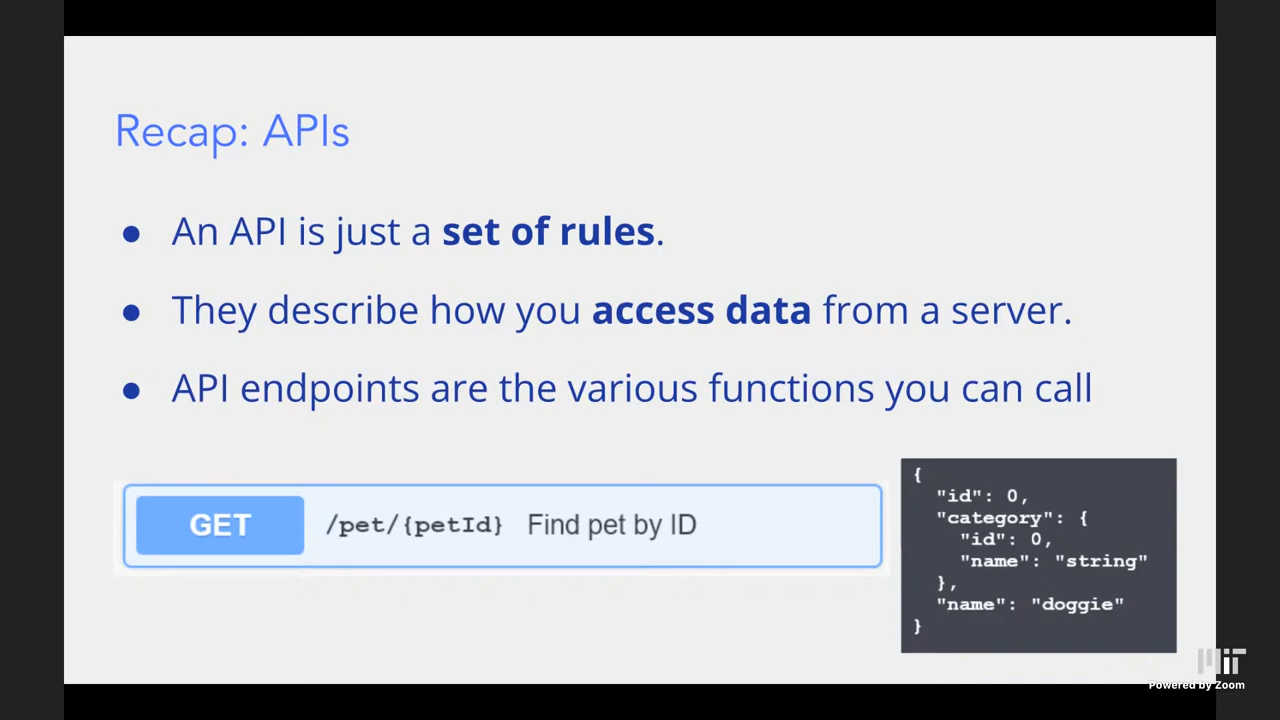 Recap: APIs
● An API is just a set of rules.
● They describe how you access data from a server.
● API endpoints are the various functions you can call
GET /pet/{petId} Find pet by ID
{
"id": 0,
"category": {
"id": 0,
"name": "string"
},
"name": "doggie"
}
MIT
Powered by Zoom